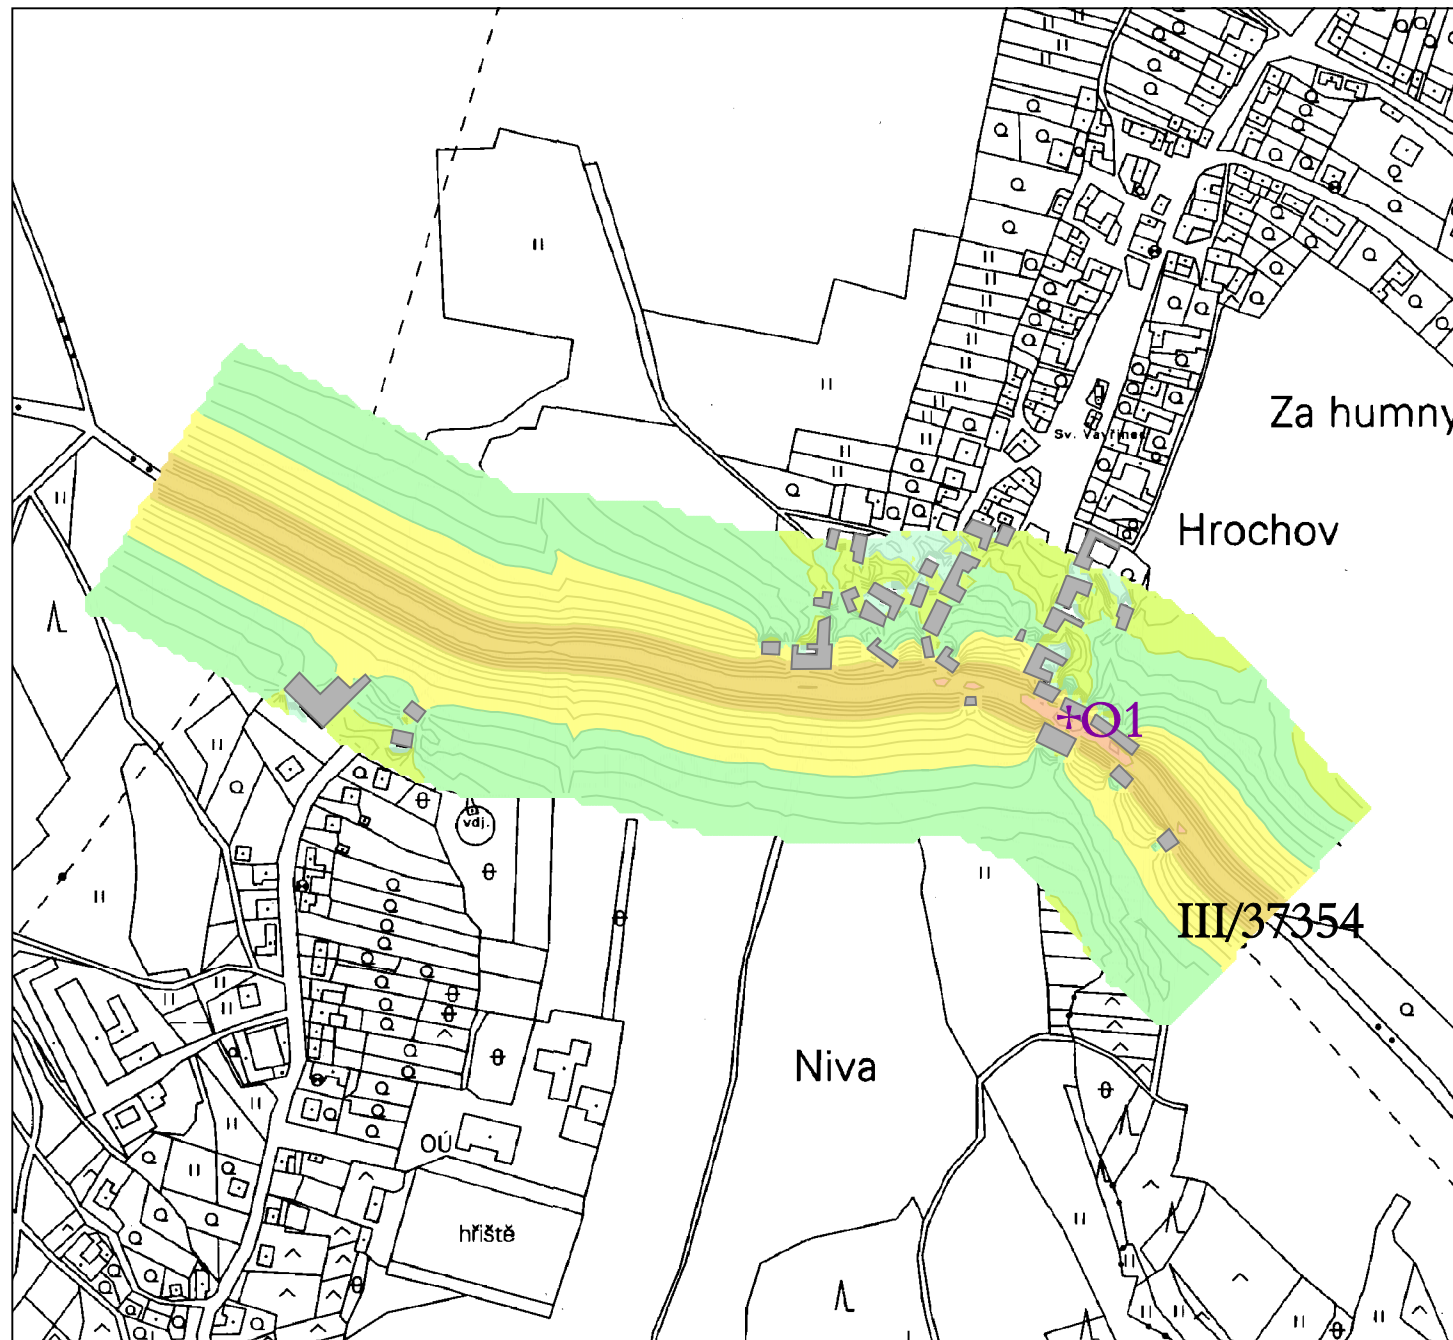 Za humny
Sv. Vavřinec
Hrochov
O1
vdj.
III/37354
Niva
OÚ
hřiště